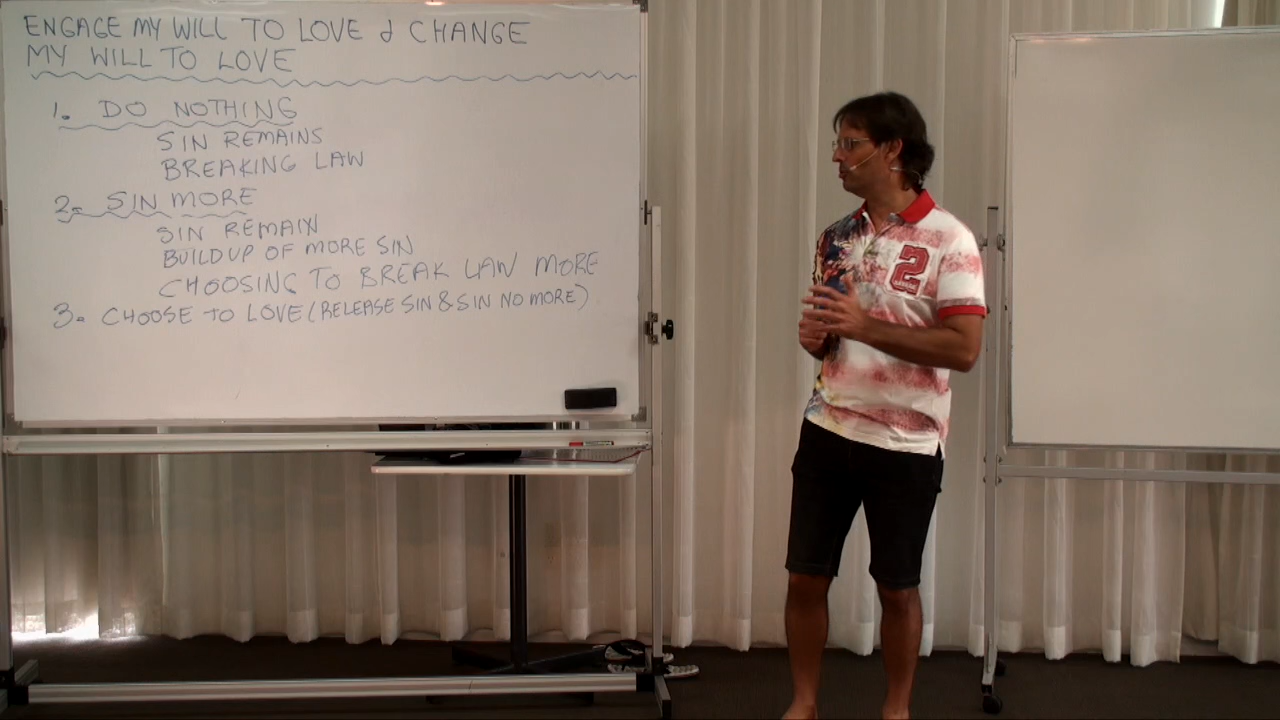 ENGAGE MY WILL TO LOVE & CHANGE
MY WILL TO LOVE
1. DO NOTHING
SIN REMAINS
BREAKING LAW
2. SIN MORE
SIN REMAIN
BUILDUP OF MORE SIN
CHOOSING TO BREAK LAW MORE
3. CHOOSE TO LOVE (RELEASE SIN & SIN NO MORE)
2